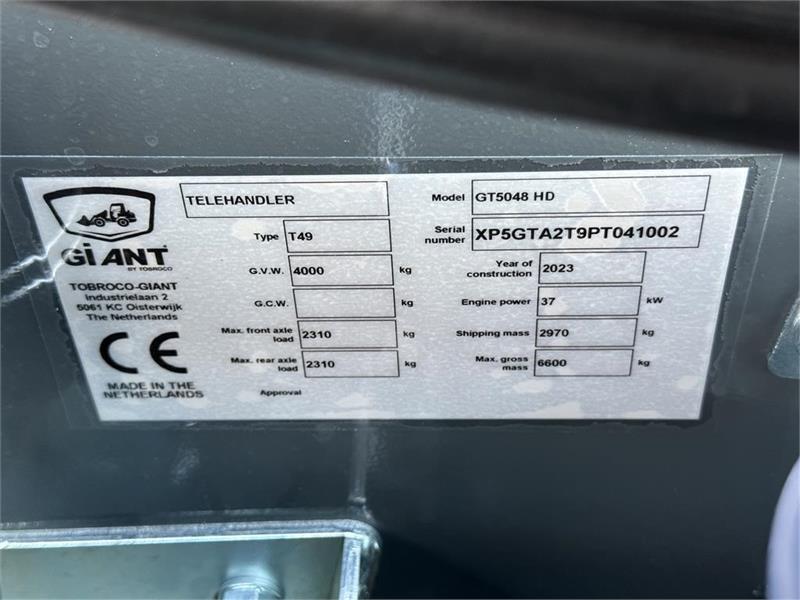 TELEHANDLER
Model GT5048 HD
GiANT
BY TOBROCO
Type T49
Serial number XP5GTA2T9PT041002
G.V.W. 4000 kg
Year of construction 2023
TOBROCO-GIANT
Industrielaan 2
5061 KC Oisterwijk
The Netherlands
G.C.W. kg
Engine power 37 kW
Max. front axle load 2310 kg
Shipping mass 2970 kg
CE
Max. rear axle load 2310 kg
Max. gross mass 6600 kg
MADE IN THE
NETHERLANDS
Approval